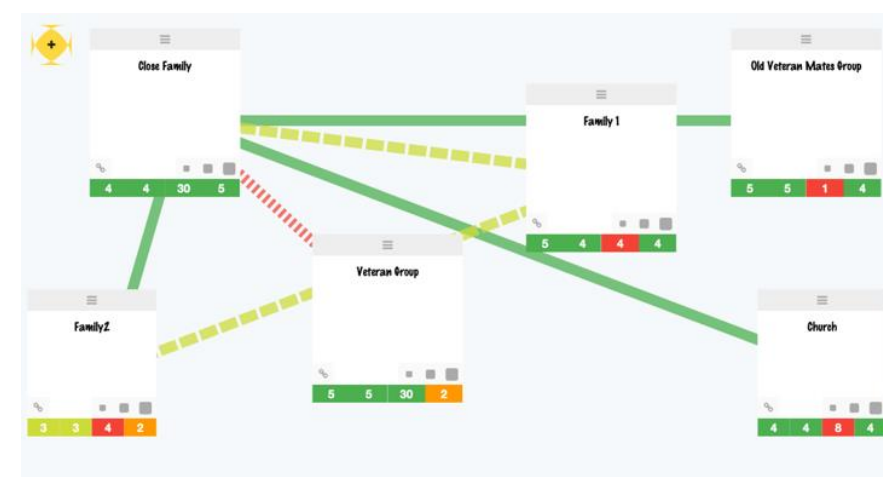 Close Family
4 4 30 5
Old Veteran Mates Group
5 5 1 4
Family 1
5 4 4 4
Veteran Group
5 5 30 2
Family2
3 3 4 2
Church
4 4 8 4